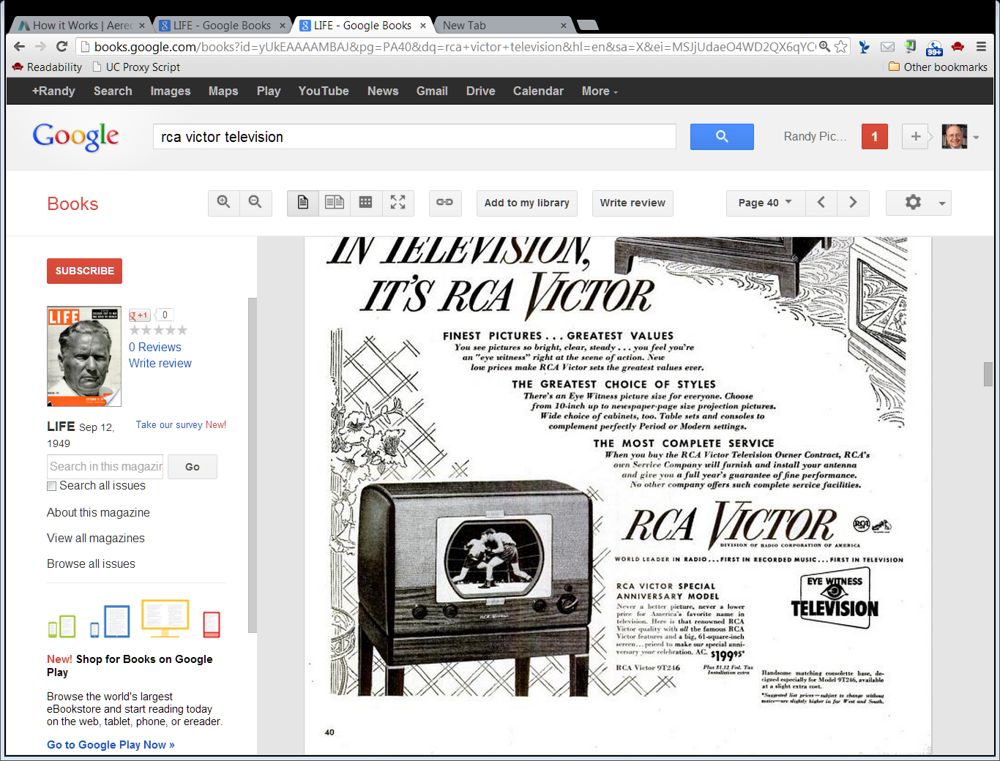 How it Works | Aerec
LIFE - Google Books
LIFE - Google Books
New Tab
books.google.com/books?id=yUkEAAAAMBAJ&pg=PA40&dq=rca+victor+television&hl=en&sa=X&ei=MSJjUdaeO4WD2QX6qYC
99+
Readability
UC Proxy Script
Other bookmarks
+Randy Search Images Maps Play YouTube News Gmail Drive Calendar More
Google
rca victor television
Randy Pic...
1
Books
Add to my library
Write review
Page 40
SUBSCRIBE
LIFE
+1
0
0 Reviews
Write review
LIFE Sep 12,
1949
Take our survey New!
Search in this magazin
Go
Search all issues
About this magazine
View all magazines
Browse all issues
New! Shop for Books on Google
Play
Browse the world's largest
eBookstore and start reading today
on the web, tablet, phone, or ereader.
Go to Google Play Now »
IN TELEVISION,
IT'S RCA VICTOR
FINEST PICTURES . . . GREATEST VALUES
You see pictures so bright, clear, steady . . . you feel you're
an "eye witness" right at the scene of action. New
low prices make RCA Victor sets the greatest values ever.
THE GREATEST CHOICE OF STYLES
There's an Eye Witness picture size for everyone. Choose
from 10-inch up to newspaper-page size projection pictures.
Wide choice of cabinets, too. Table sets and consoles to
complement perfectly Period or Modern settings.
THE MOST COMPLETE SERVICE
When you buy the RCA Victor Television Owner Contract, RCA's
own Service Company will furnish and install your antenna
and give you a full year's guarantee of fine performance.
No other company offers such complete service facilities.
RCA VICTOR
RCA
DIVISION OF RADIO CORPORATION OF AMERICA
WORLD LEADER IN RADIO...FIRST IN RECORDED MUSIC...FIRST IN TELEVISION
RCA VICTOR SPECIAL
ANNIVERSARY MODEL
Never a better picture, never a lower
price for America's favorite name in
television. Here is that renowned RCA
Victor quality with all the famous RCA
Victor features and a big, 61-square-inch
screen...priced to make our special anni-
versary your celebration. AC. $199.95*
RCA Victor 9T246
Plus $1.12 Fed. Tax
Installation extra
EYE WITNESS
TELEVISION
Handsome matching consolette base, de-
signed especially for Model 9T246, available
at a slight extra cost.
*Suggested list prices—subject to change without
notice—are slightly higher in far West and South.
40